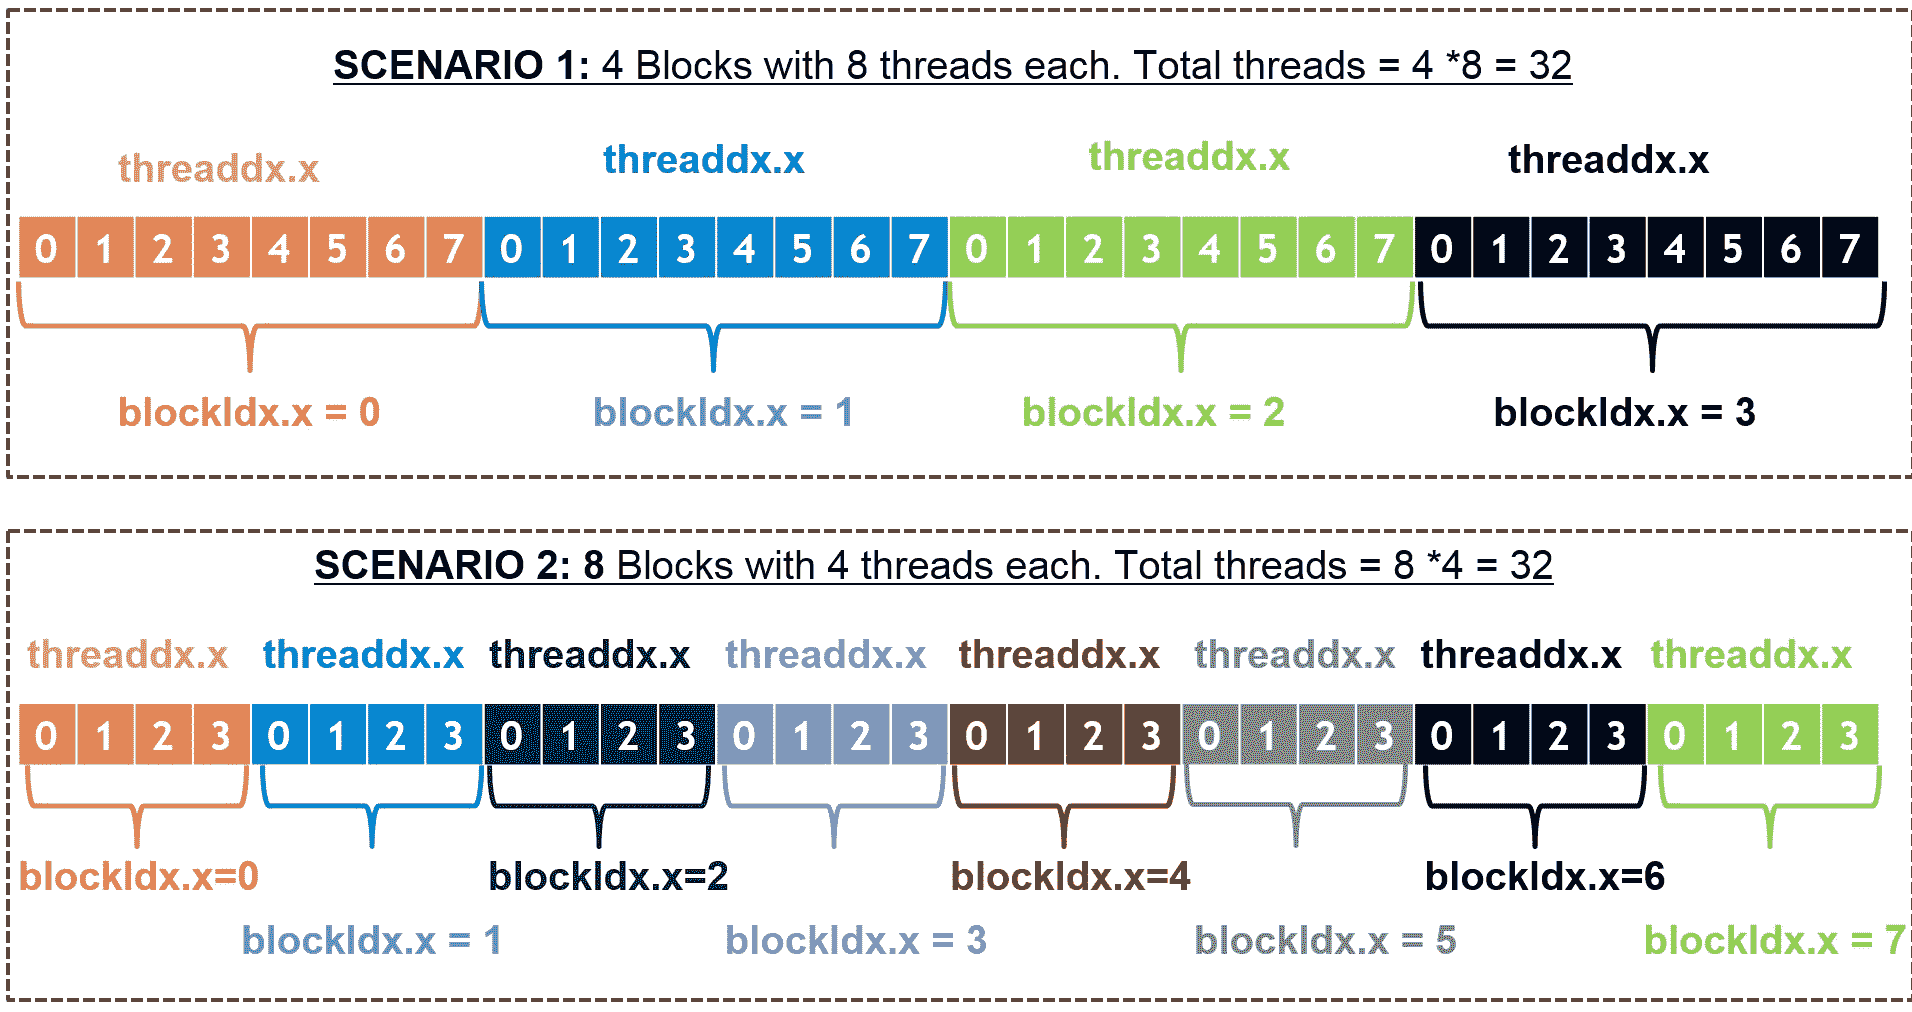 SCENARIO 1: 4 Blocks with 8 threads each. Total threads = 4 *8 = 32
threaddx.x threaddx.x threaddx.x threaddx.x
0 1 2 3 4 5 6 7 0 1 2 3 4 5 6 7 0 1 2 3 4 5 6 7 0 1 2 3 4 5 6 7
blockIdx.x = 0 blockIdx.x = 1 blockIdx.x = 2 blockIdx.x = 3
SCENARIO 2: 8 Blocks with 4 threads each. Total threads = 8 *4 = 32
threaddx.x threaddx.x threaddx.x threaddx.x threaddx.x threaddx.x threaddx.x threaddx.x
0 1 2 3 0 1 2 3 0 1 2 3 0 1 2 3 0 1 2 3 0 1 2 3 0 1 2 3 0 1 2 3
blockIdx.x=0 blockIdx.x=2 blockIdx.x=4 blockIdx.x=6
blockIdx.x = 1 blockIdx.x = 3 blockIdx.x = 5 blockIdx.x = 7